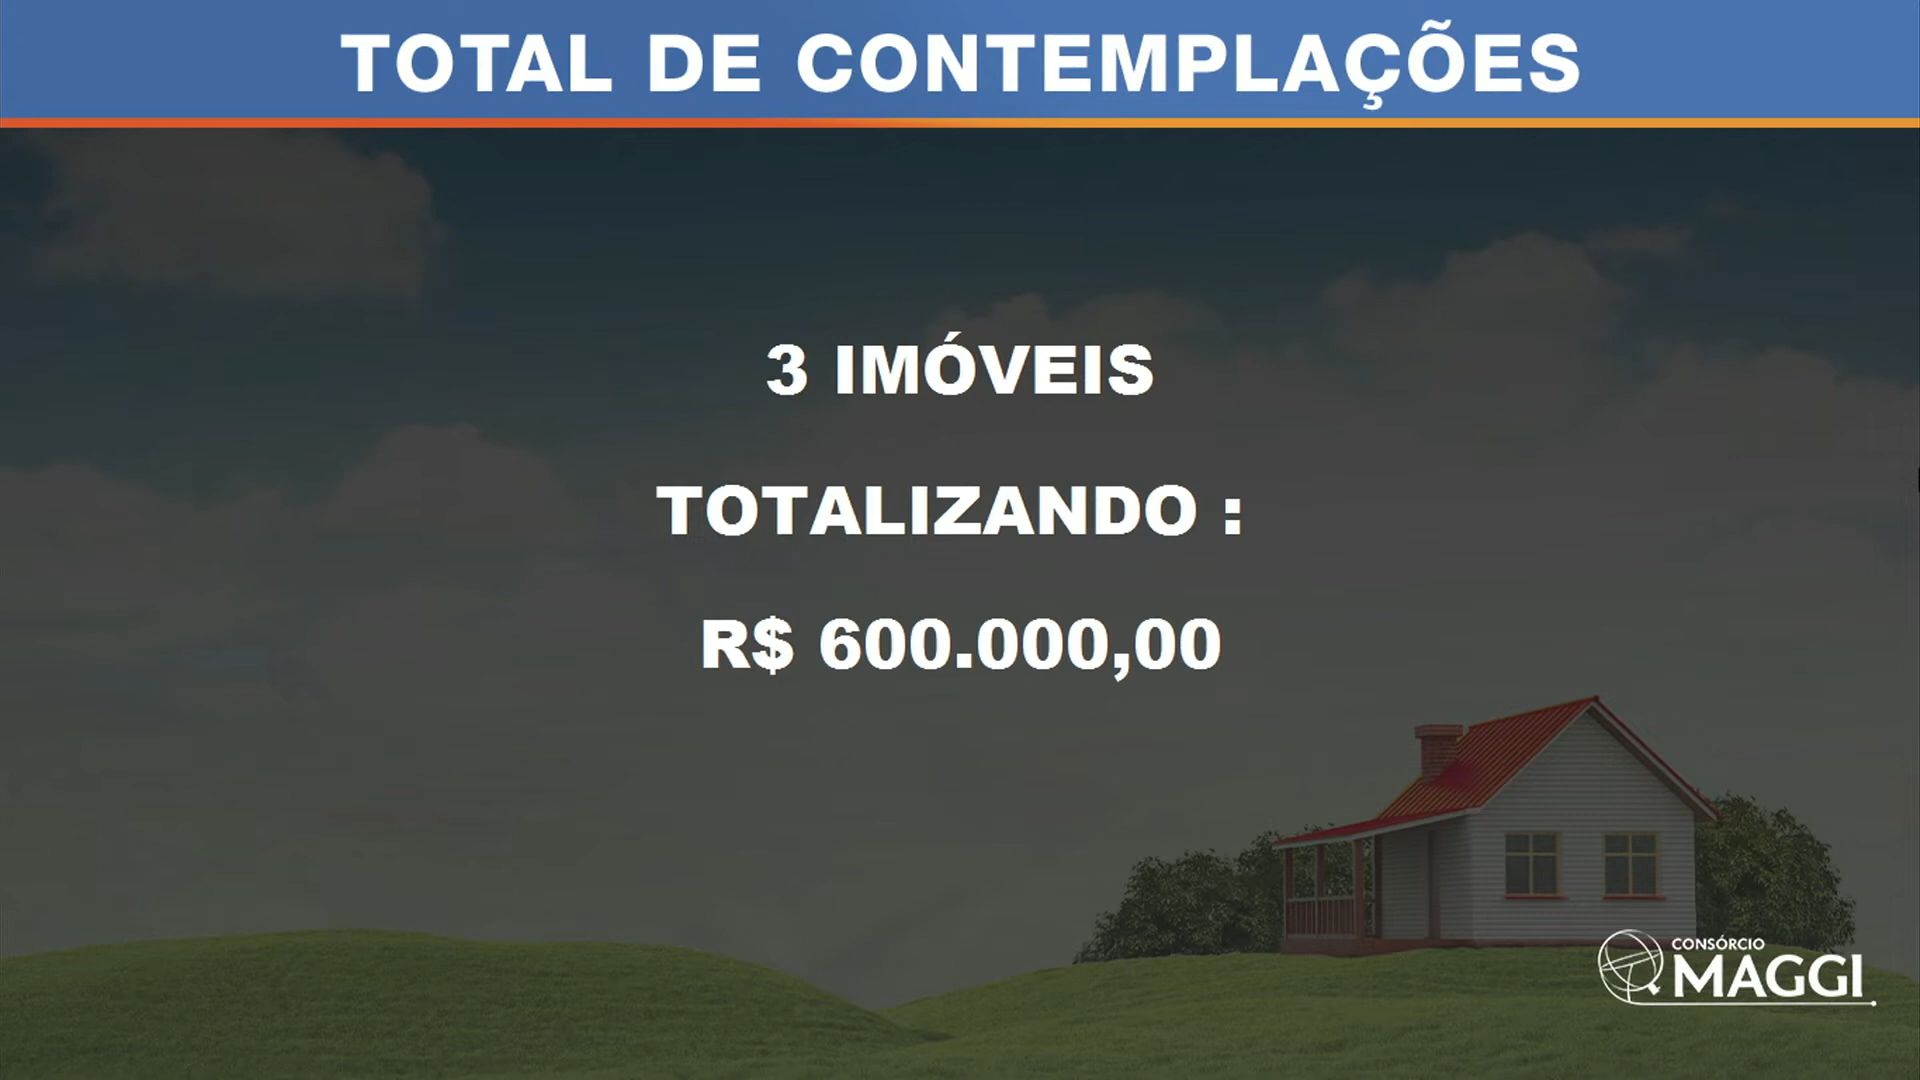 TOTAL DE CONTEMPLAÇÕES
3 IMÓVEIS
TOTALIZANDO :
R$ 600.000,00
CONSÓRCIO
MAGGI